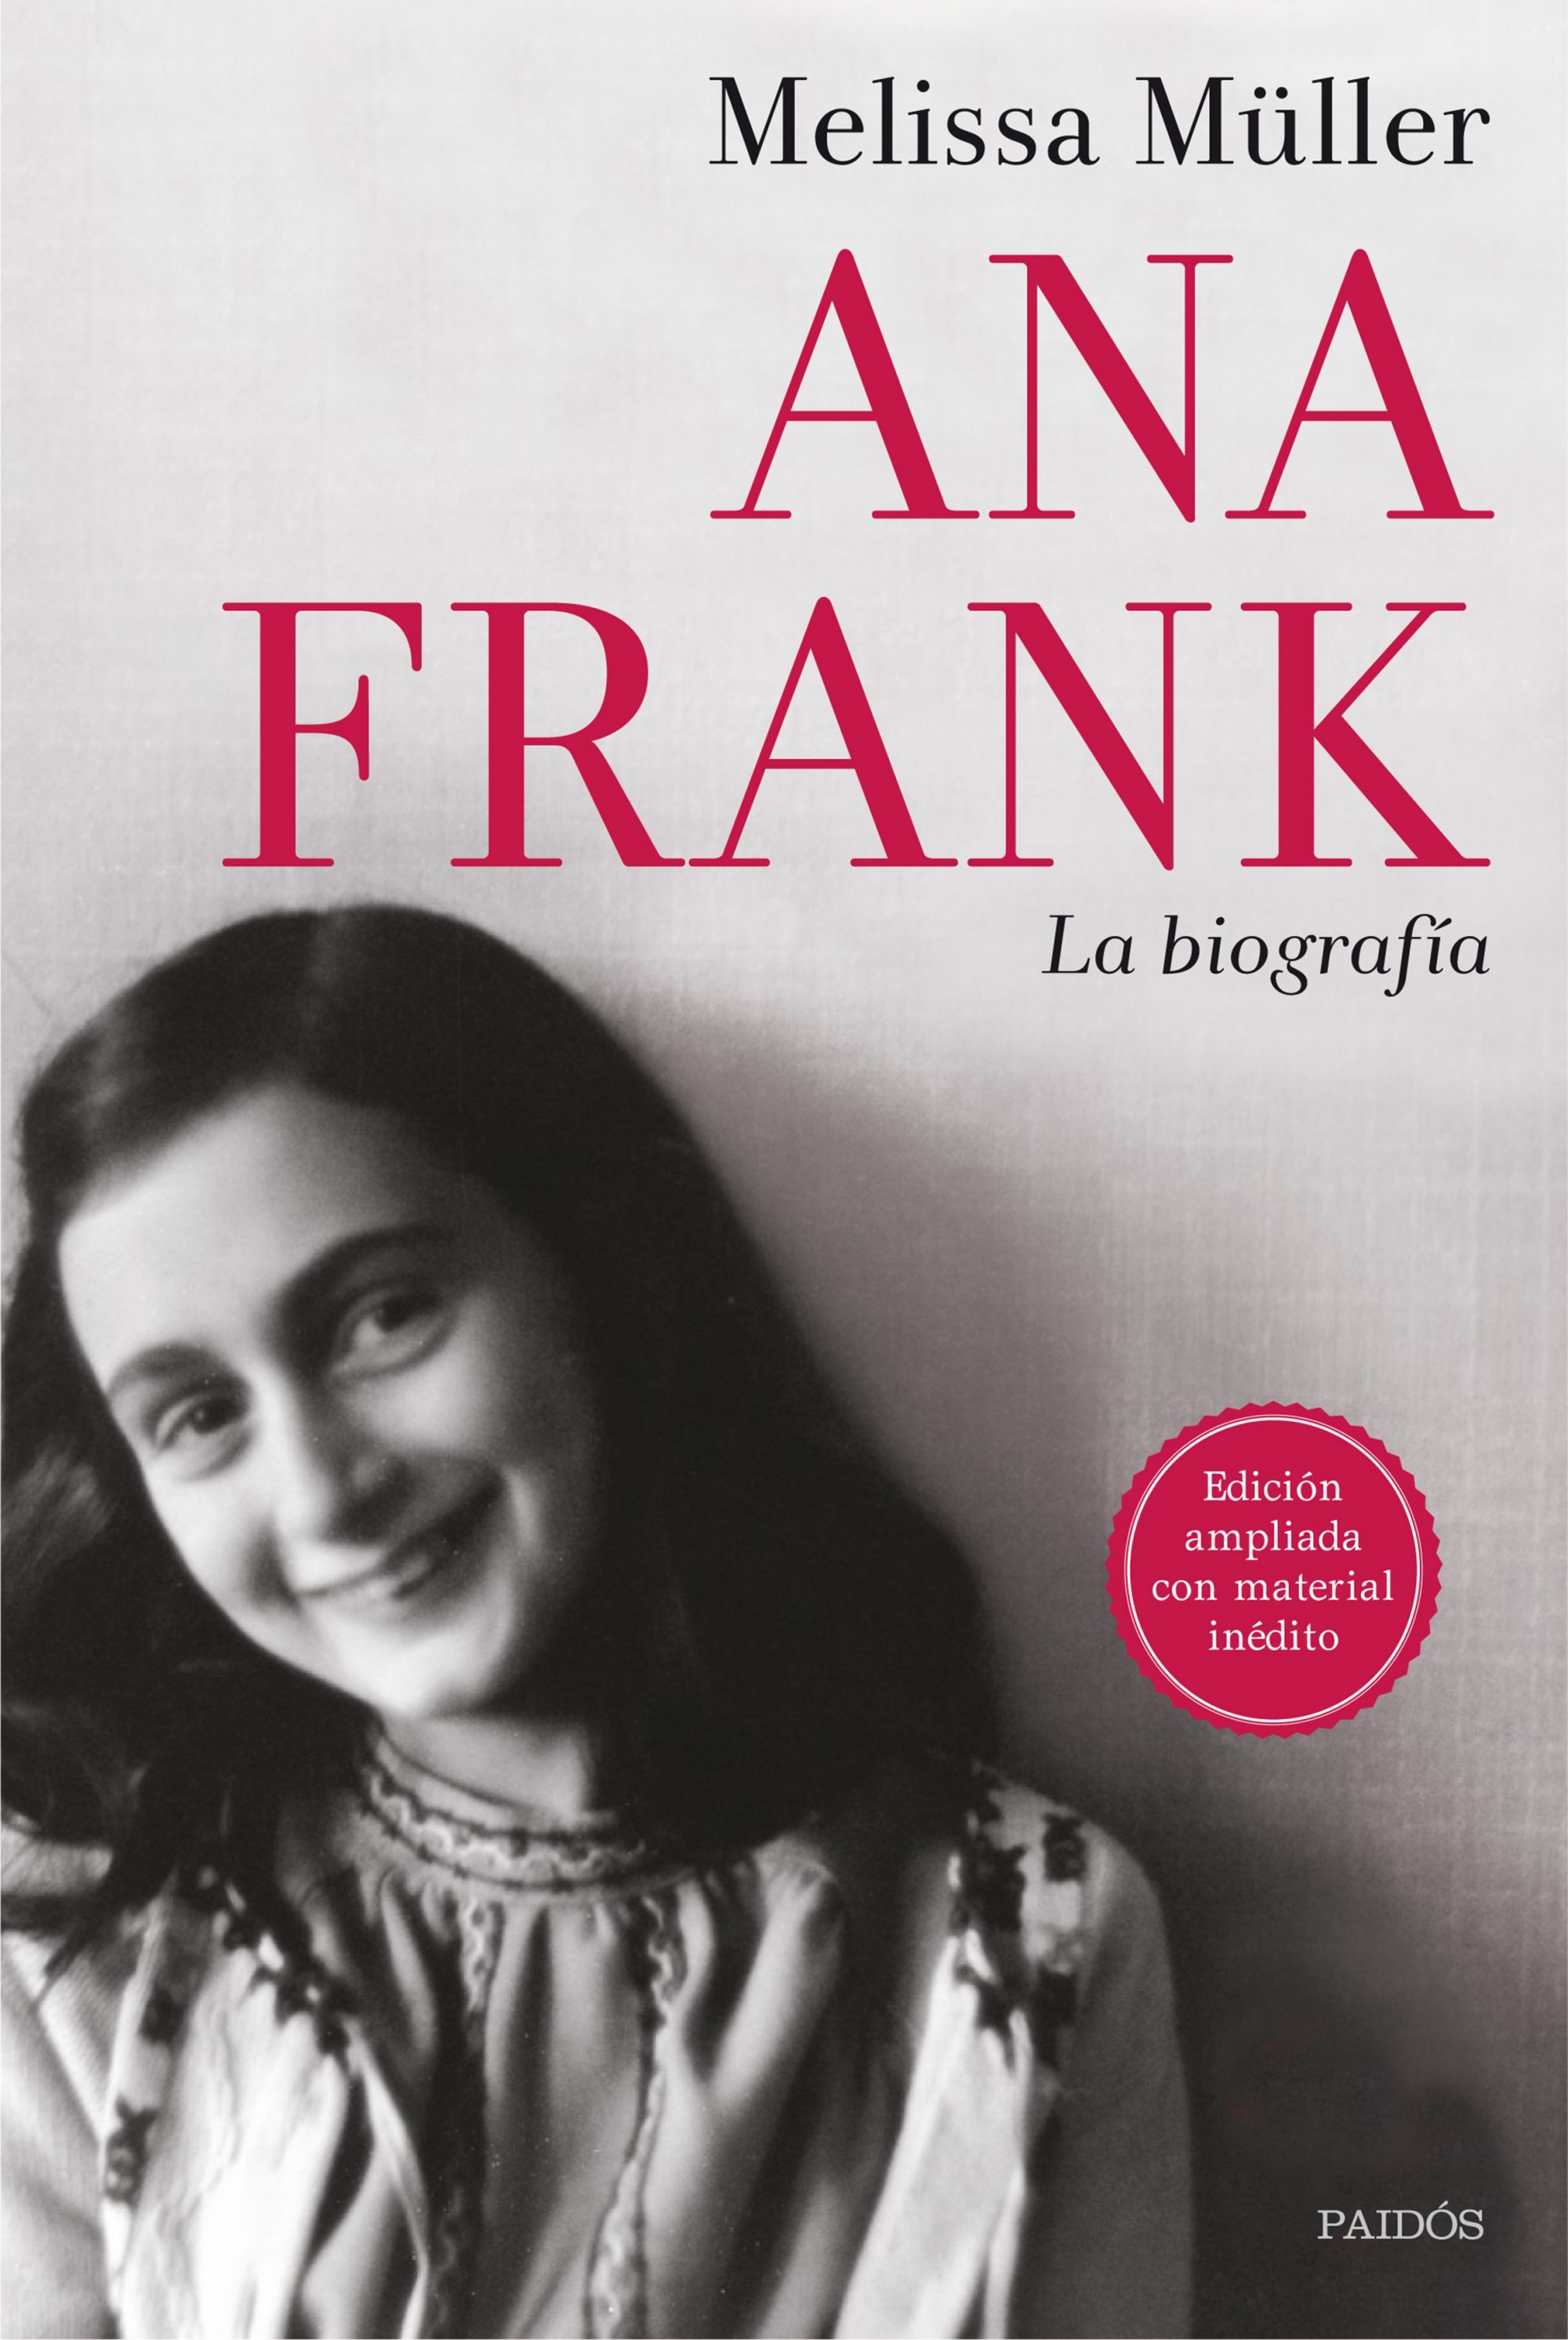 Melissa Müller
ANA
FRANK
La biografía
Edición
ampliada
con material
inédito
PAIDÓS